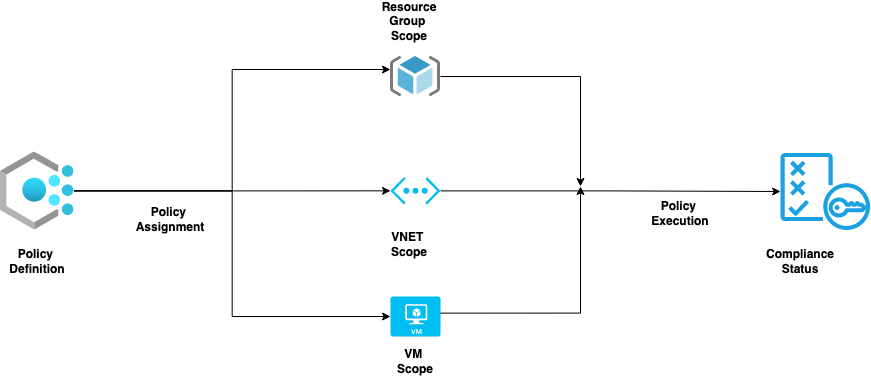 Resource
Group
Scope
Policy
Assignment
Policy
Definition
VNET
Scope
Policy
Execution
Compliance
Status
VM
VM
Scope